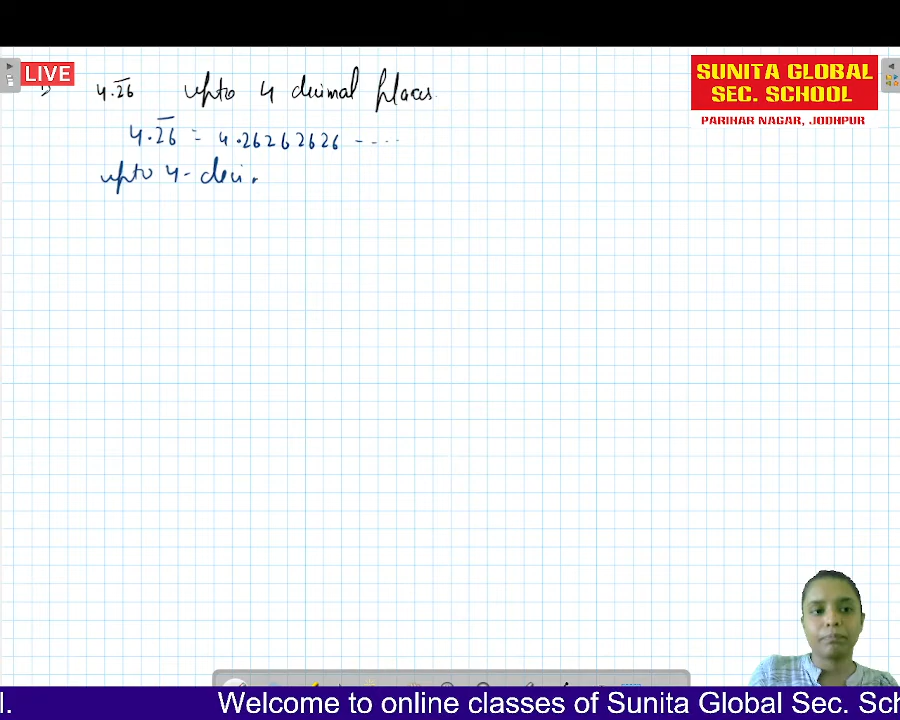 LIVE
SUNITA GLOBAL
SEC. SCHOOL
PARIHAR NAGAR, JODHPUR
4.2̅6̅ upto 4 decimal places
4.2̅6̅ = 4.26262626 -----
upto 4- deci.
l. Welcome to online classes of Sunita Global Sec. Sch